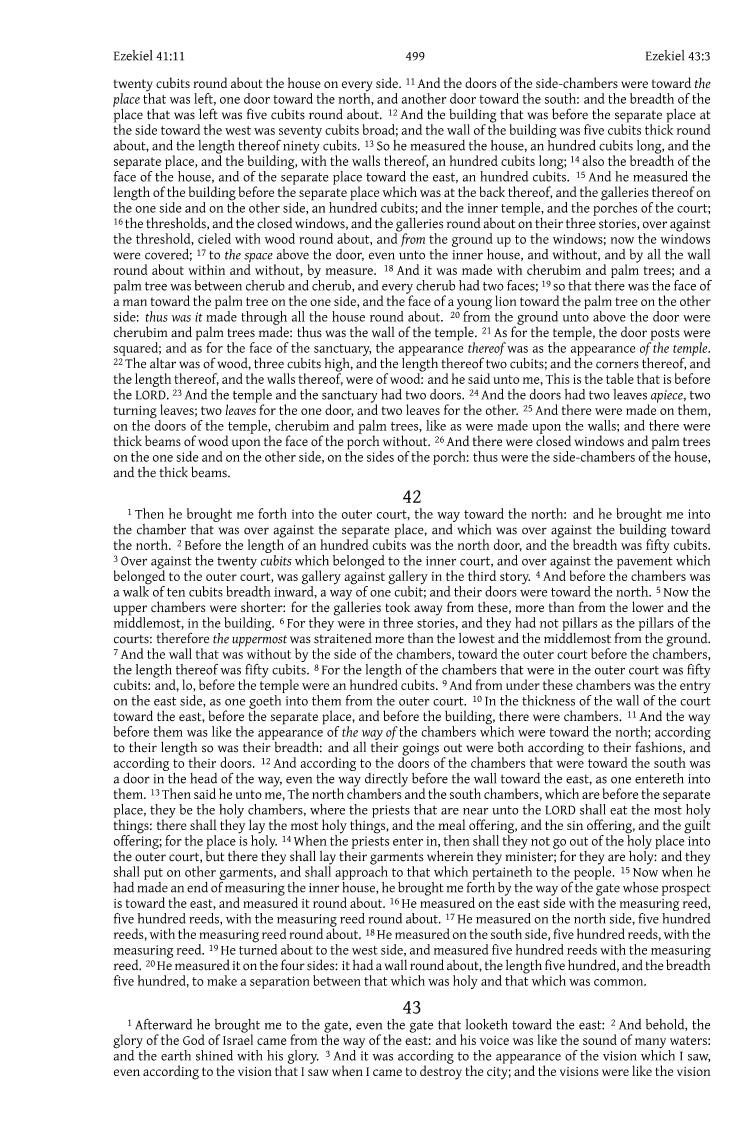 Ezekiel 41:11 499 Ezekiel 43:3
twenty cubits round about the house on every side. 11 And the doors of the side-chambers were toward the
place that was left, one door toward the north, and another door toward the south: and the breadth of the
place that was left was five cubits round about. 12 And the building that was before the separate place at
the side toward the west was seventy cubits broad; and the wall of the building was five cubits thick round
about, and the length thereof ninety cubits. 13 So he measured the house, an hundred cubits long, and the
separate place, and the building, with the walls thereof, an hundred cubits long; 14 also the breadth of the
face of the house, and of the separate place toward the east, an hundred cubits. 15 And he measured the
length of the building before the separate place which was at the back thereof, and the galleries thereof on
the one side and on the other side, an hundred cubits; and the inner temple, and the porches of the court;
16 the thresholds, and the closed windows, and the galleries round about on their three stories, over against
the threshold, cieled with wood round about, and from the ground up to the windows; now the windows
were covered; 17 to the space above the door, even unto the inner house, and without, and by all the wall
round about within and without, by measure. 18 And it was made with cherubim and palm trees; and a
palm tree was between cherub and cherub, and every cherub had two faces; 19 so that there was the face of
a man toward the palm tree on the one side, and the face of a young lion toward the palm tree on the other
side: thus was it made through all the house round about. 20 from the ground unto above the door were
cherubim and palm trees made: thus was the wall of the temple. 21 As for the temple, the door posts were
squared; and as for the face of the sanctuary, the appearance thereof was as the appearance of the temple.
22 The altar was of wood, three cubits high, and the length thereof two cubits; and the corners thereof, and
the length thereof, and the walls thereof, were of wood: and he said unto me, This is the table that is before
the LORD. 23 And the temple and the sanctuary had two doors. 24 And the doors had two leaves apiece, two
turning leaves; two leaves for the one door, and two leaves for the other. 25 And there were made on them,
on the doors of the temple, cherubim and palm trees, like as were made upon the walls; and there were
thick beams of wood upon the face of the porch without. 26 And there were closed windows and palm trees
on the one side and on the other side, on the sides of the porch: thus were the side-chambers of the house,
and the thick beams.
42
1 Then he brought me forth into the outer court, the way toward the north: and he brought me into
the chamber that was over against the separate place, and which was over against the building toward
the north. 2 Before the length of an hundred cubits was the north door, and the breadth was fifty cubits.
3 Over against the twenty cubits which belonged to the inner court, and over against the pavement which
belonged to the outer court, was gallery against gallery in the third story. 4 And before the chambers was
a walk of ten cubits breadth inward, a way of one cubit; and their doors were toward the north. 5 Now the
upper chambers were shorter: for the galleries took away from these, more than from the lower and the
middlemost, in the building. 6 For they were in three stories, and they had not pillars as the pillars of the
courts: therefore the uppermost was straitened more than the lowest and the middlemost from the ground.
7 And the wall that was without by the side of the chambers, toward the outer court before the chambers,
the length thereof was fifty cubits. 8 For the length of the chambers that were in the outer court was fifty
cubits: and, lo, before the temple were an hundred cubits. 9 And from under these chambers was the entry
on the east side, as one goeth into them from the outer court. 10 In the thickness of the wall of the court
toward the east, before the separate place, and before the building, there were chambers. 11 And the way
before them was like the appearance of the way of the chambers which were toward the north; according
to their length so was their breadth: and all their goings out were both according to their fashions, and
according to their doors. 12 And according to the doors of the chambers that were toward the south was
a door in the head of the way, even the way directly before the wall toward the east, as one entereth into
them. 13 Then said he unto me, The north chambers and the south chambers, which are before the separate
place, they be the holy chambers, where the priests that are near unto the LORD shall eat the most holy
things: there shall they lay the most holy things, and the meal offering, and the sin offering, and the guilt
offering; for the place is holy. 14 When the priests enter in, then shall they not go out of the holy place into
the outer court, but there they shall lay their garments wherein they minister; for they are holy: and they
shall put on other garments, and shall approach to that which pertaineth to the people. 15 Now when he
had made an end of measuring the inner house, he brought me forth by the way of the gate whose prospect
is toward the east, and measured it round about. 16 He measured on the east side with the measuring reed,
five hundred reeds, with the measuring reed round about. 17 He measured on the north side, five hundred
reeds, with the measuring reed round about. 18 He measured on the south side, five hundred reeds, with the
measuring reed. 19 He turned about to the west side, and measured five hundred reeds with the measuring
reed. 20 He measured it on the four sides: it had a wall round about, the length five hundred, and the breadth
five hundred, to make a separation between that which was holy and that which was common.
43
1 Afterward he brought me to the gate, even the gate that looketh toward the east: 2 And behold, the
glory of the God of Israel came from the way of the east: and his voice was like the sound of many waters:
and the earth shined with his glory. 3 And it was according to the appearance of the vision which I saw,
even according to the vision that I saw when I came to destroy the city; and the visions were like the vision